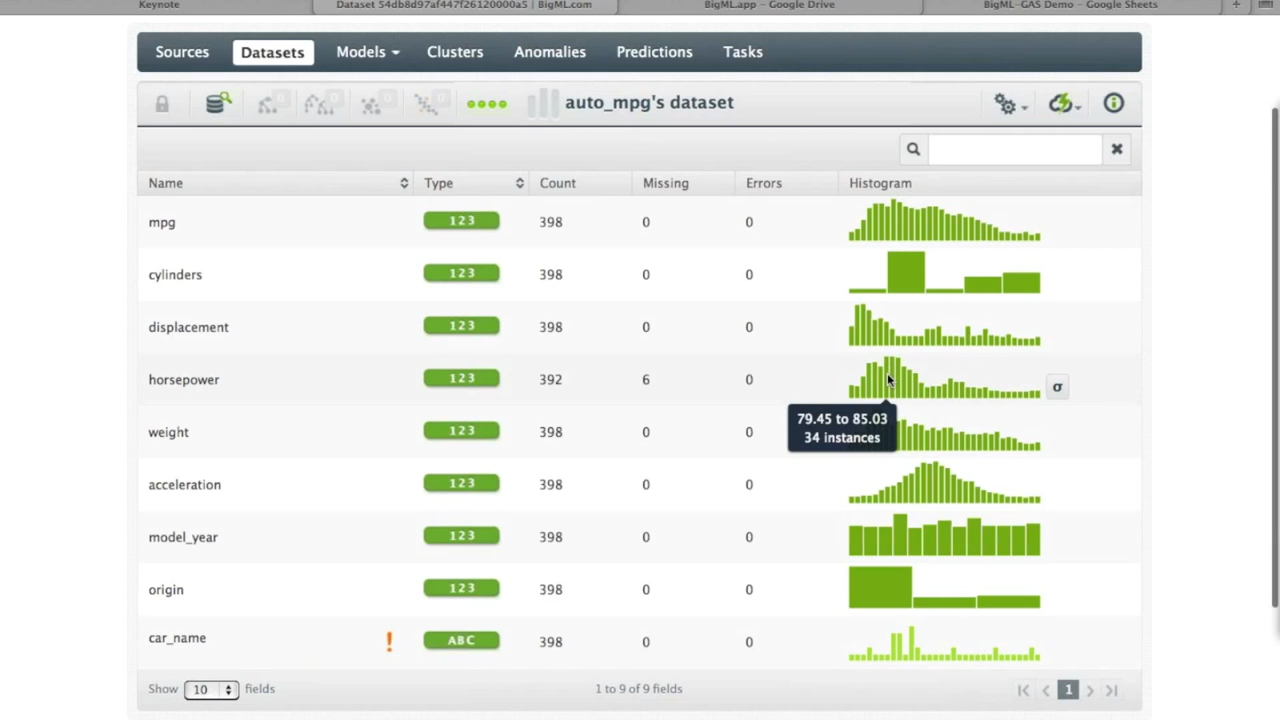 Keynote Dataset 54db8d97af447f26120000a5 | BigML.com BigML.app – Google Drive BigML-GAS Demo – Google Sheets +
Sources Datasets Models Clusters Anomalies Predictions Tasks
0 0 0 0 auto_mpg's dataset
Name Type Count Missing Errors Histogram
mpg 123 398 0 0
cylinders 123 398 0 0
displacement 123 398 0 0
horsepower 123 392 6 0 σ
79.45 to 85.03
34 instances
weight 123 398 0 0
acceleration 123 398 0 0
model_year 123 398 0 0
origin 123 398 0 0
car_name ! ABC 398 0 0
Show 10 fields 1 to 9 of 9 fields 1